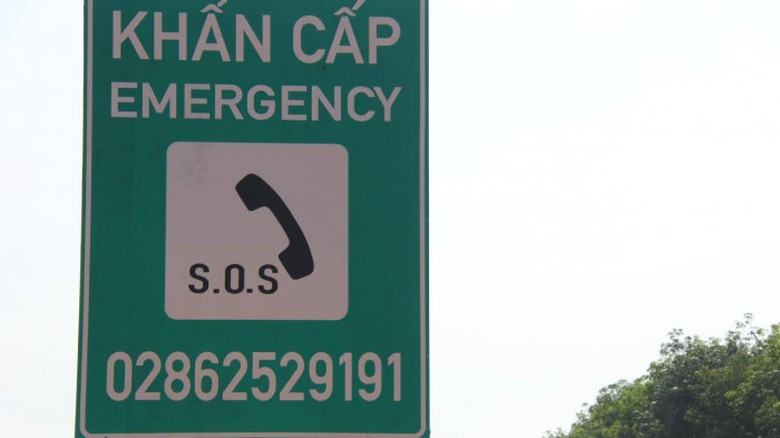 KHẨN CẤP
EMERGENCY
S.O.S
02862529191